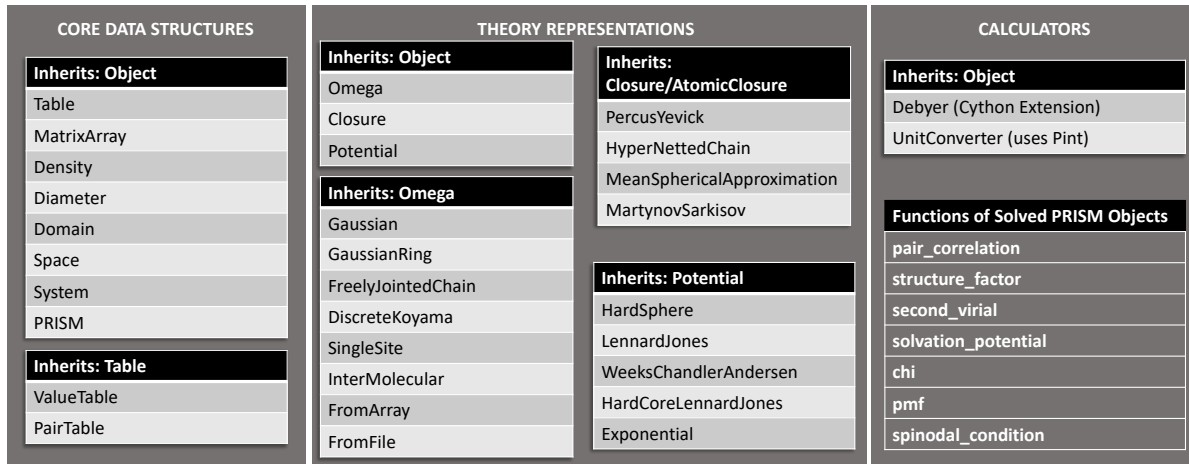 CORE DATA STRUCTURES
Inherits: Object
Table
MatrixArray
Density
Diameter
Domain
Space
System
PRISM
Inherits: Table
ValueTable
PairTable
THEORY REPRESENTATIONS
Inherits: Object
Omega
Closure
Potential
Inherits: Omega
Gaussian
GaussianRing
FreelyJointedChain
DiscreteKoyama
SingleSite
InterMolecular
FromArray
FromFile
Inherits:
Closure/AtomicClosure
PercusYevick
HyperNettedChain
MeanSphericalApproximation
MartynovSarkisov
Inherits: Potential
HardSphere
LennardJones
WeeksChandlerAndersen
HardCoreLennardJones
Exponential
CALCULATORS
Inherits: Object
Debyer (Cython Extension)
UnitConverter (uses Pint)
Functions of Solved PRISM Objects
pair_correlation
structure_factor
second_virial
solvation_potential
chi
pmf
spinodal_condition